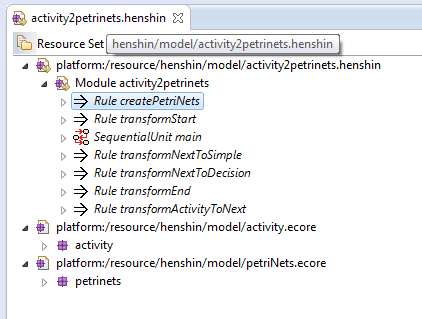 activity2petrinets.henshin
Resource Set henshin/model/activity2petrinets.henshin
platform:/resource/henshin/model/activity2petrinets.henshin
Module activity2petrinets
Rule createPetriNets
Rule transformStart
SequentialUnit main
Rule transformNextToSimple
Rule transformNextToDecision
Rule transformEnd
Rule transformActivityToNext
platform:/resource/henshin/model/activity.ecore
activity
platform:/resource/henshin/model/petriNets.ecore
petrinets